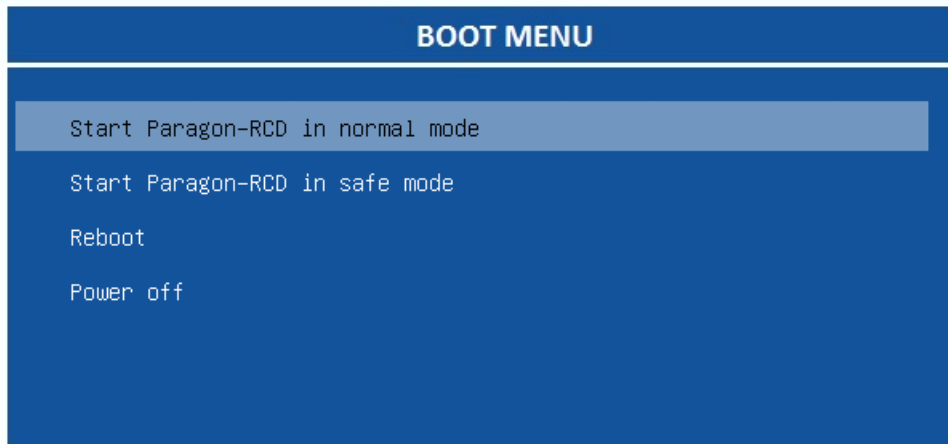 BOOT MENU
Start Paragon-RCD in normal mode
Start Paragon-RCD in safe mode
Reboot
Power off